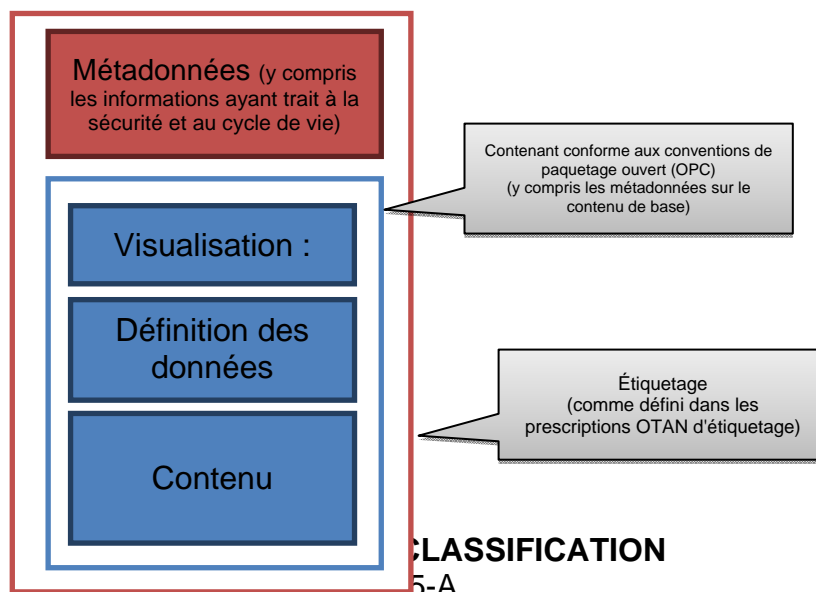 Métadonnées (y compris
les informations ayant trait à la
sécurité et au cycle de vie)
Contenant conforme aux conventions de
paquetage ouvert (OPC)
(y compris les métadonnées sur le
contenu de base)
Visualisation :
Définition des
données
Étiquetage
(comme défini dans les
prescriptions OTAN d'étiquetage)
Contenu
CLASSIFICATION
5-A